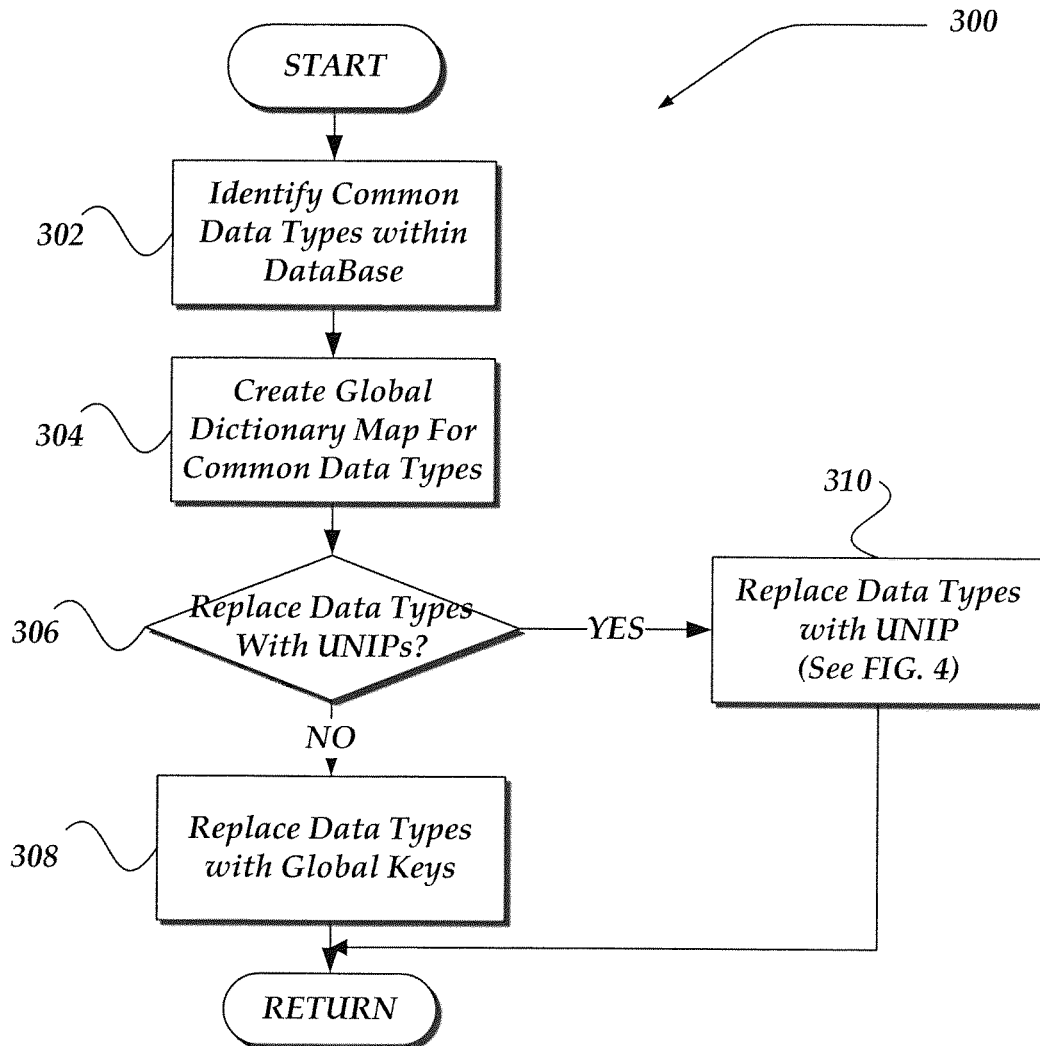 300
START
302
Identify Common
Data Types within
DataBase
304
Create Global
Dictionary Map For
Common Data Types
306
Replace Data Types
With UNIPs?
YES
310
Replace Data Types
with UNIP
(See FIG. 4)
NO
308
Replace Data Types
with Global Keys
RETURN